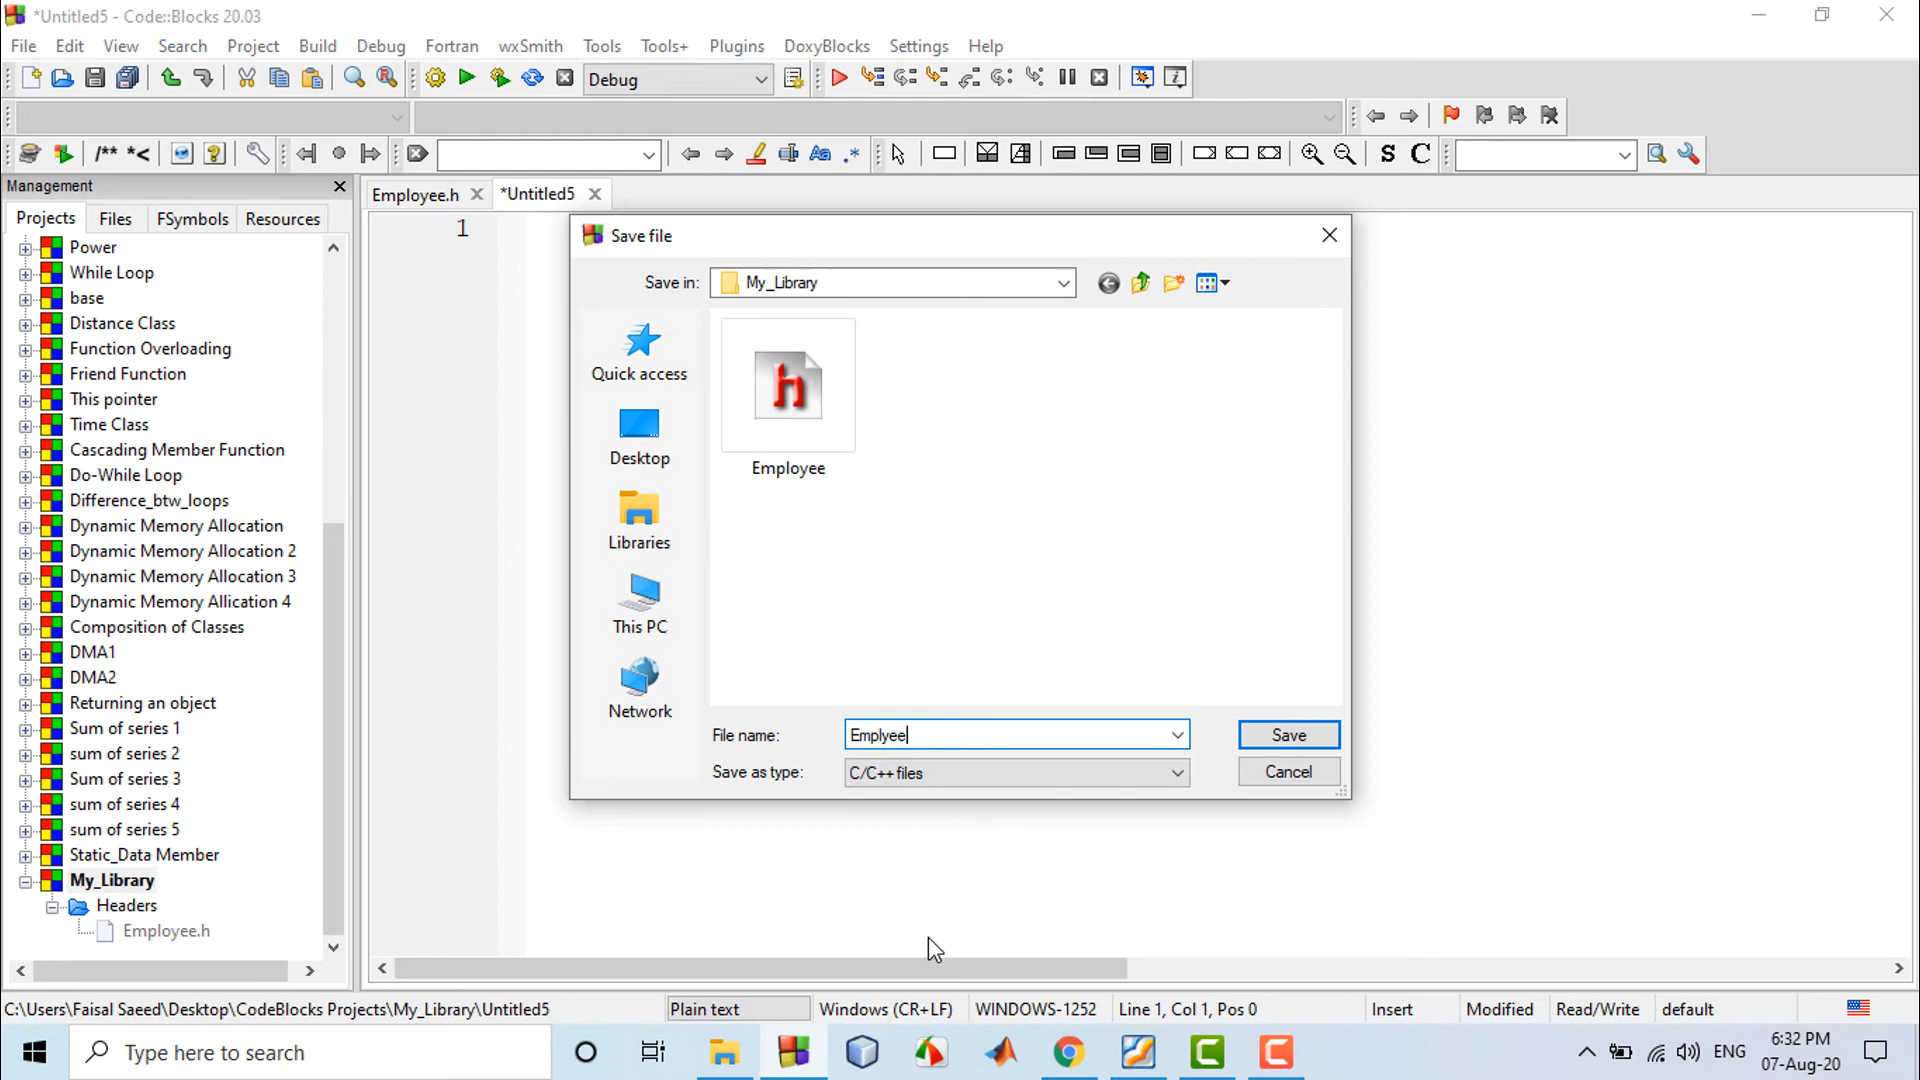 *Untitled5 - Code::Blocks 20.03
File Edit View Search Project Build Debug Fortran wxSmith Tools Tools+ Plugins DoxyBlocks Settings Help
Debug
/** *<
Aa .*
S C
Management
Employee.h
*Untitled5
Projects Files FSymbols Resources
1
Power
While Loop
base
Distance Class
Function Overloading
Friend Function
This pointer
Time Class
Cascading Member Function
Do-While Loop
Difference_btw_loops
Dynamic Memory Allocation
Dynamic Memory Allocation 2
Dynamic Memory Allocation 3
Dynamic Memory Allication 4
Composition of Classes
DMA1
DMA2
Returning an object
Sum of series 1
sum of series 2
Sum of series 3
sum of series 4
sum of series 5
Static_Data Member
My_Library
Headers
Employee.h
Save file
Save in: My_Library
Quick access
Desktop
Libraries
This PC
Network
h
Employee
File name: Emplyee
Save
Save as type: C/C++ files
Cancel
C:\Users\Faisal Saeed\Desktop\CodeBlocks Projects\My_Library\Untitled5 Plain text Windows (CR+LF) WINDOWS-1252 Line 1, Col 1, Pos 0 Insert Modified Read/Write default
Type here to search
ENG
6:32 PM
07-Aug-20